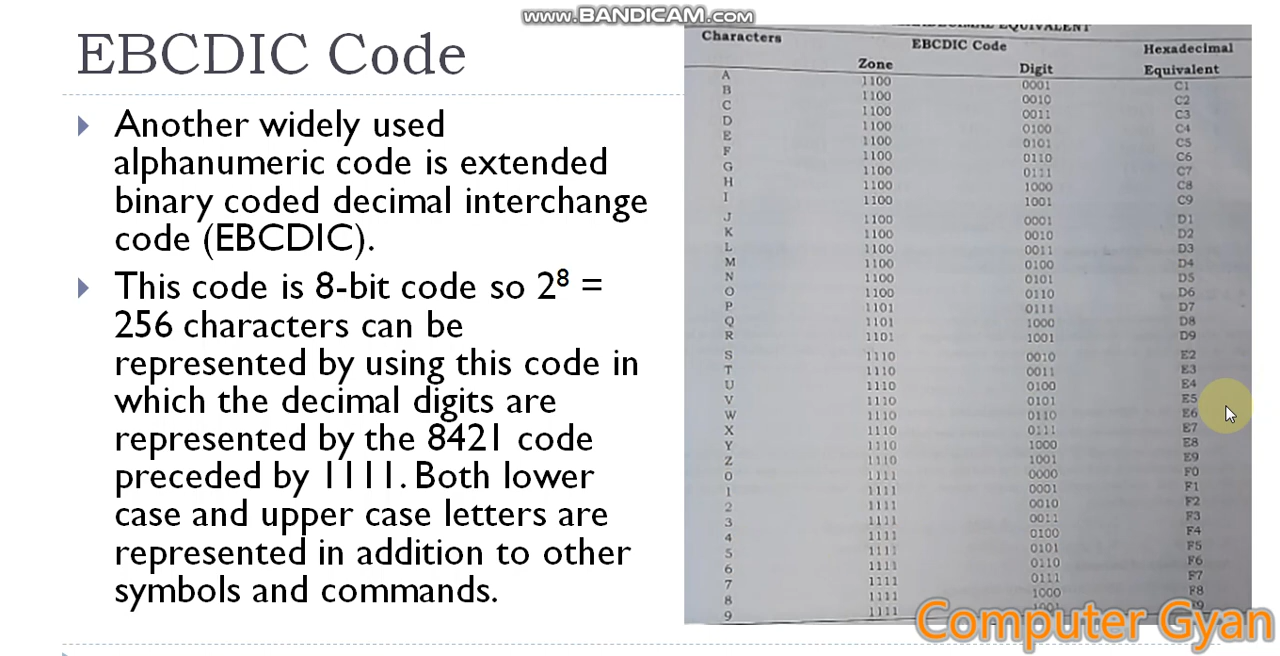 www.BANDICAM.com
EBCDIC Code
Another widely used
alphanumeric code is extended
binary coded decimal interchange
code (EBCDIC).
This code is 8-bit code so 2⁸ =
256 characters can be
represented by using this code in
which the decimal digits are
represented by the 8421 code
preceded by 1111. Both lower
case and upper case letters are
represented in addition to other
symbols and commands.
EQUIVALENT
Characters EBCDIC Code Hexadecimal
Zone Digit Equivalent
A 1100 0001 C1
B 1100 0010 C2
C 1100 0011 C3
D 1100 0100 C4
E 1100 0101 C5
F 1100 0110 C6
G 1100 0111 C7
H 1100 1000 C8
I 1100 1001 C9
J 1100 0001 D1
K 1100 0010 D2
L 1100 0011 D3
M 1100 0100 D4
N 1100 0101 D5
O 1100 0110 D6
P 1101 0111 D7
Q 1101 1000 D8
R 1101 1001 D9
S 1110 0010 E2
T 1110 0011 E3
U 1110 0100 E4
V 1110 0101 E5
W 1110 0110 E6
X 1110 0111 E7
Y 1110 1000 E8
Z 1110 1001 E9
0 1111 0000 F0
1 1111 0001 F1
2 1111 0010 F2
3 1111 0011 F3
4 1111 0100 F4
5 1111 0101 F5
6 1111 0110 F6
7 1111 0111 F7
8 1111 1000 F8
9 1111 1001
Computer Gyan